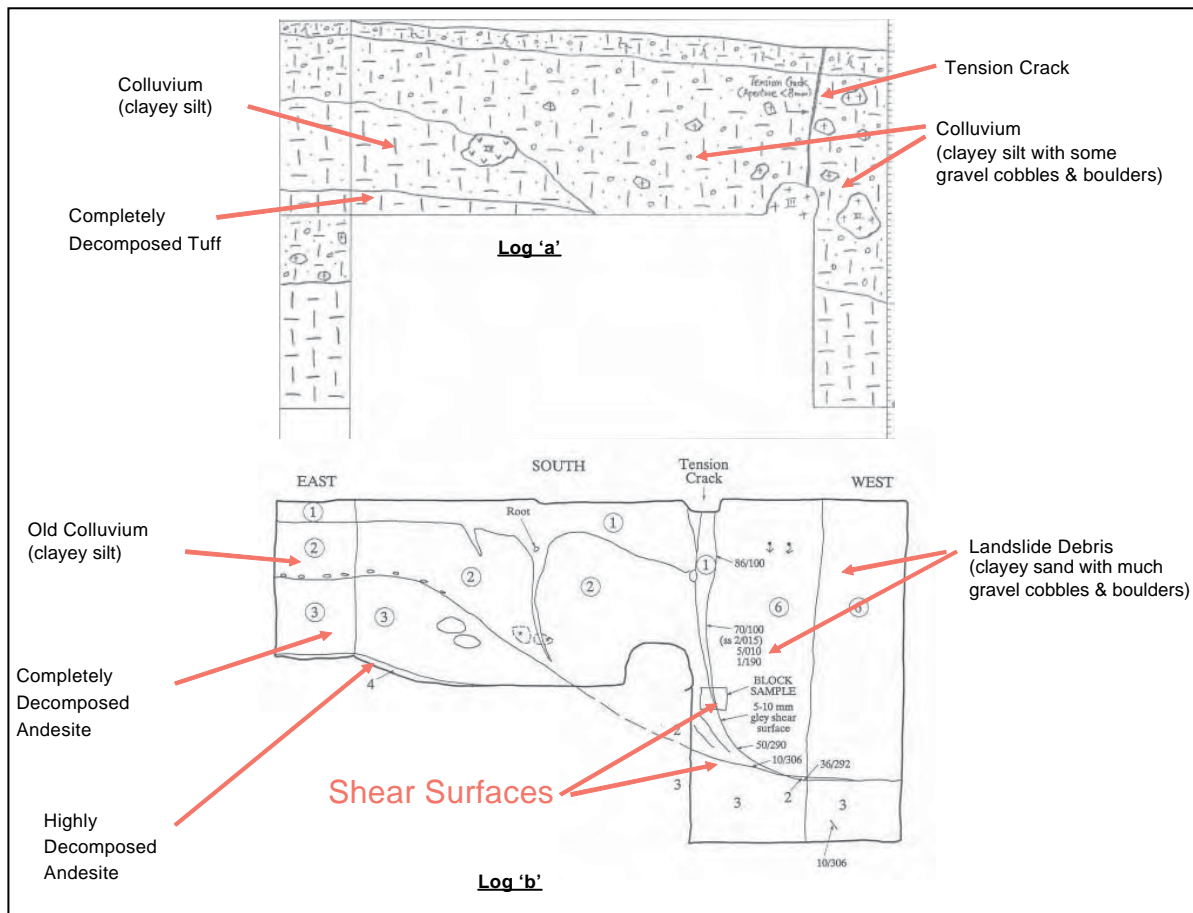 Tension Crack
(Aperture <8mm)
Colluvium
(clayey silt)
Tension Crack
Colluvium
(clayey silt with some
gravel cobbles & boulders)
IV
Completely
Decomposed Tuff
III
Log 'a'
EAST
SOUTH
Tension
Crack
WEST
1
Root
1
Old Colluvium
(clayey silt)
2
2
2
1
86/100
Landslide Debris
(clayey sand with much
gravel cobbles & boulders)
3
3
6
6
70/100
(ss 2/015)
5/010
1/190
Completely
Decomposed
Andesite
4
BLOCK
SAMPLE
5-10 mm
gley shear
surface
2
50/290
10/306
36/292
Shear Surfaces
3
3
2
3
Highly
Decomposed
Andesite
10/306
Log 'b'